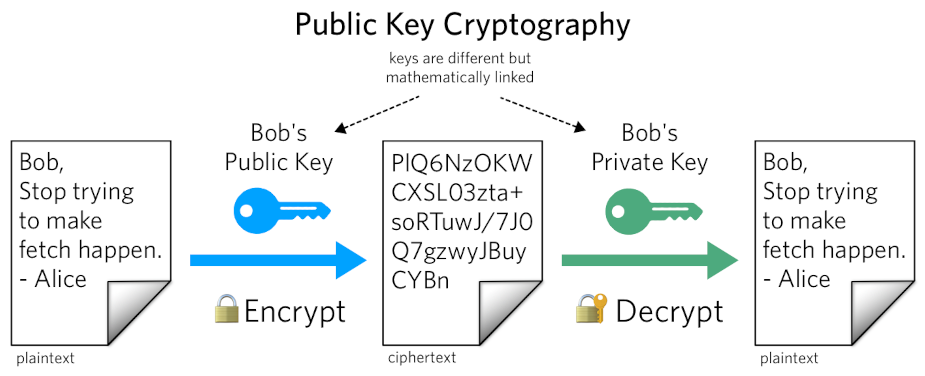 Public Key Cryptography
keys are different but
mathematically linked
Bob,
Stop trying
to make
fetch happen.
- Alice
plaintext
Bob's
Public Key
Encrypt
PlQ6NzOKW
CXSL03zta+
soRTuwJ/7J0
Q7gzwyJBuy
CYBn
ciphertext
Bob's
Private Key
Decrypt
Bob,
Stop trying
to make
fetch happen.
- Alice
plaintext